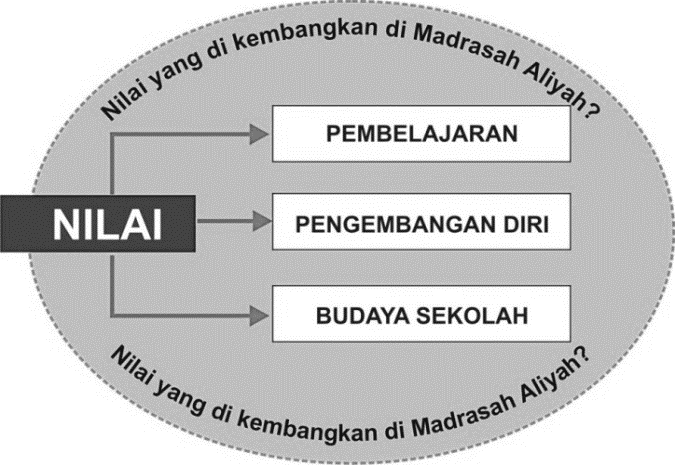 Nilai yang di kembangkan di Madrasah Aliyah?
PEMBELAJARAN
NILAI
PENGEMBANGAN DIRI
BUDAYA SEKOLAH
Nilai yang di kembangkan di Madrasah Aliyah?